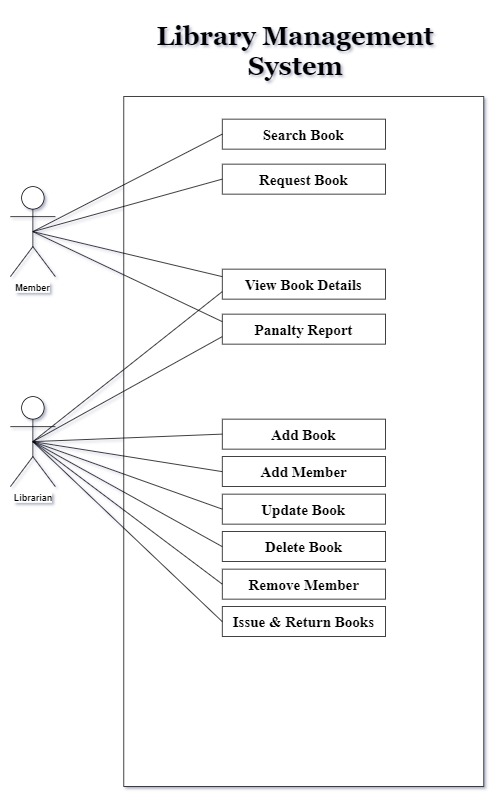 Library Management
System
Search Book
Request Book
Member
View Book Details
Panalty Report
Add Book
Add Member
Librarian
Update Book
Delete Book
Remove Member
Issue & Return Books